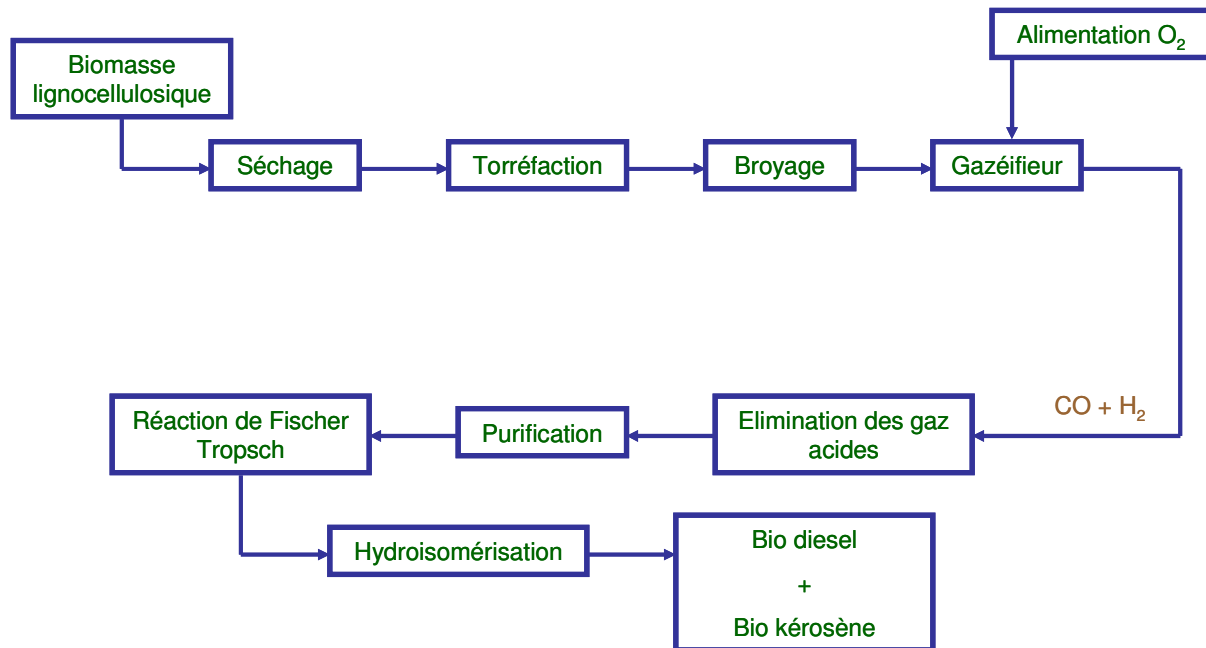 Alimentation O₂
Biomasse
lignocellulosique
Séchage
Torréfaction
Broyage
Gazéifieur
CO + H₂
Réaction de Fischer
Tropsch
Purification
Elimination des gaz
acides
Hydroisomérisation
Bio diesel
+
Bio kérosène